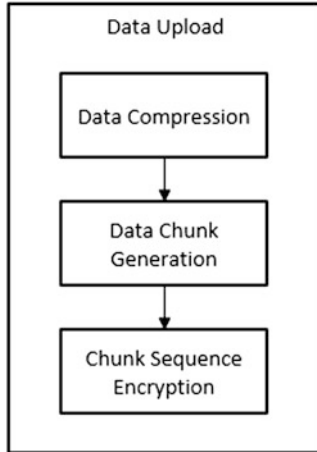 Data Upload
Data Compression
Data Chunk
Generation
Chunk Sequence
Encryption